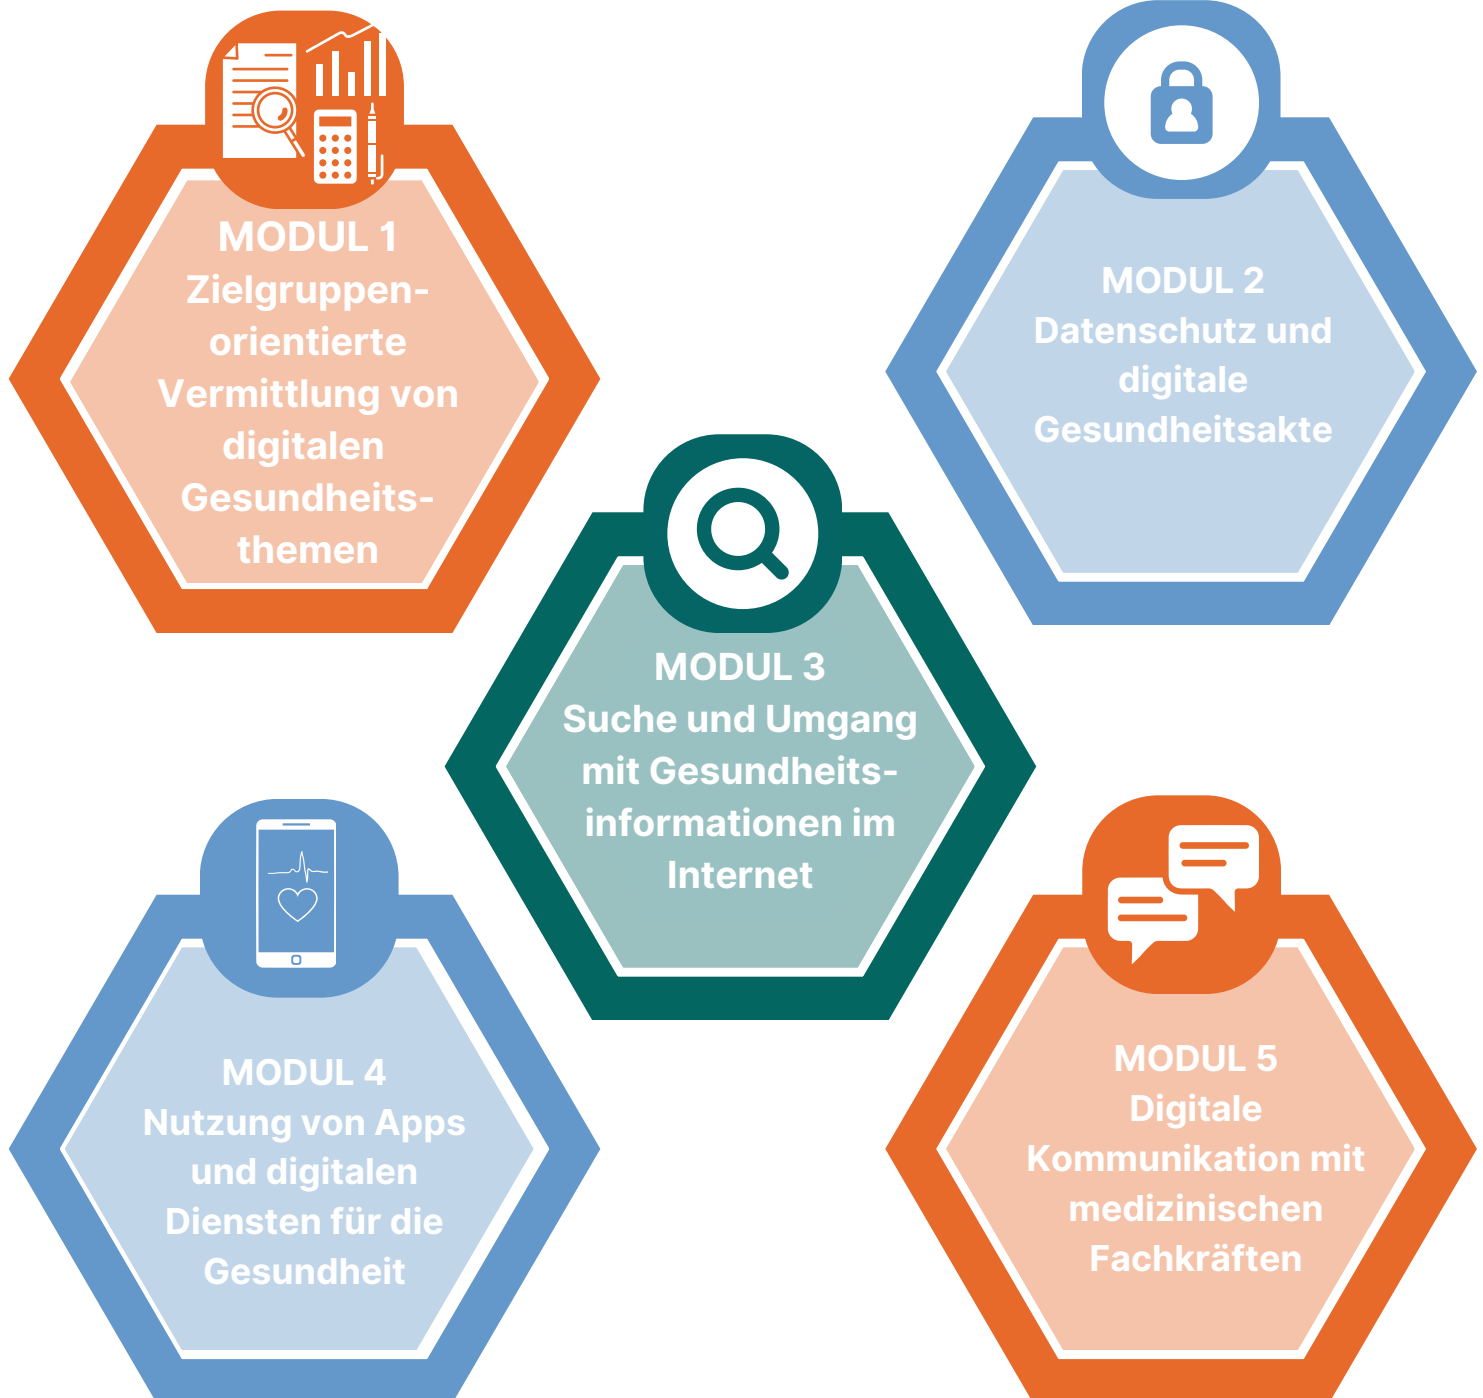 MODUL 1
Zielgruppen-
orientierte
Vermittlung von
digitalen
Gesundheits-
themen
MODUL 2
Datenschutz und
digitale
Gesundheitsakte
MODUL 3
Suche und Umgang
mit Gesundheits-
informationen im
Internet
MODUL 4
Nutzung von Apps
und digitalen
Diensten für die
Gesundheit
MODUL 5
Digitale
Kommunikation mit
medizinischen
Fachkräften